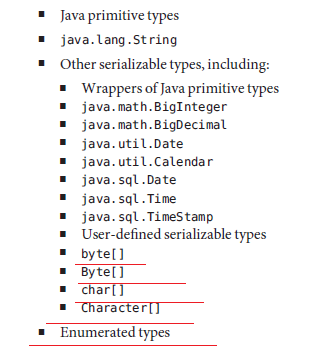 Java primitive types
java.lang.String
Other serializable types, including:
Wrappers of Java primitive types
java.math.BigInteger
java.math.BigDecimal
java.util.Date
java.util.Calendar
java.sql.Date
java.sql.Time
java.sql.TimeStamp
User-defined serializable types
byte[]
Byte[]
char[]
Character[]
Enumerated types